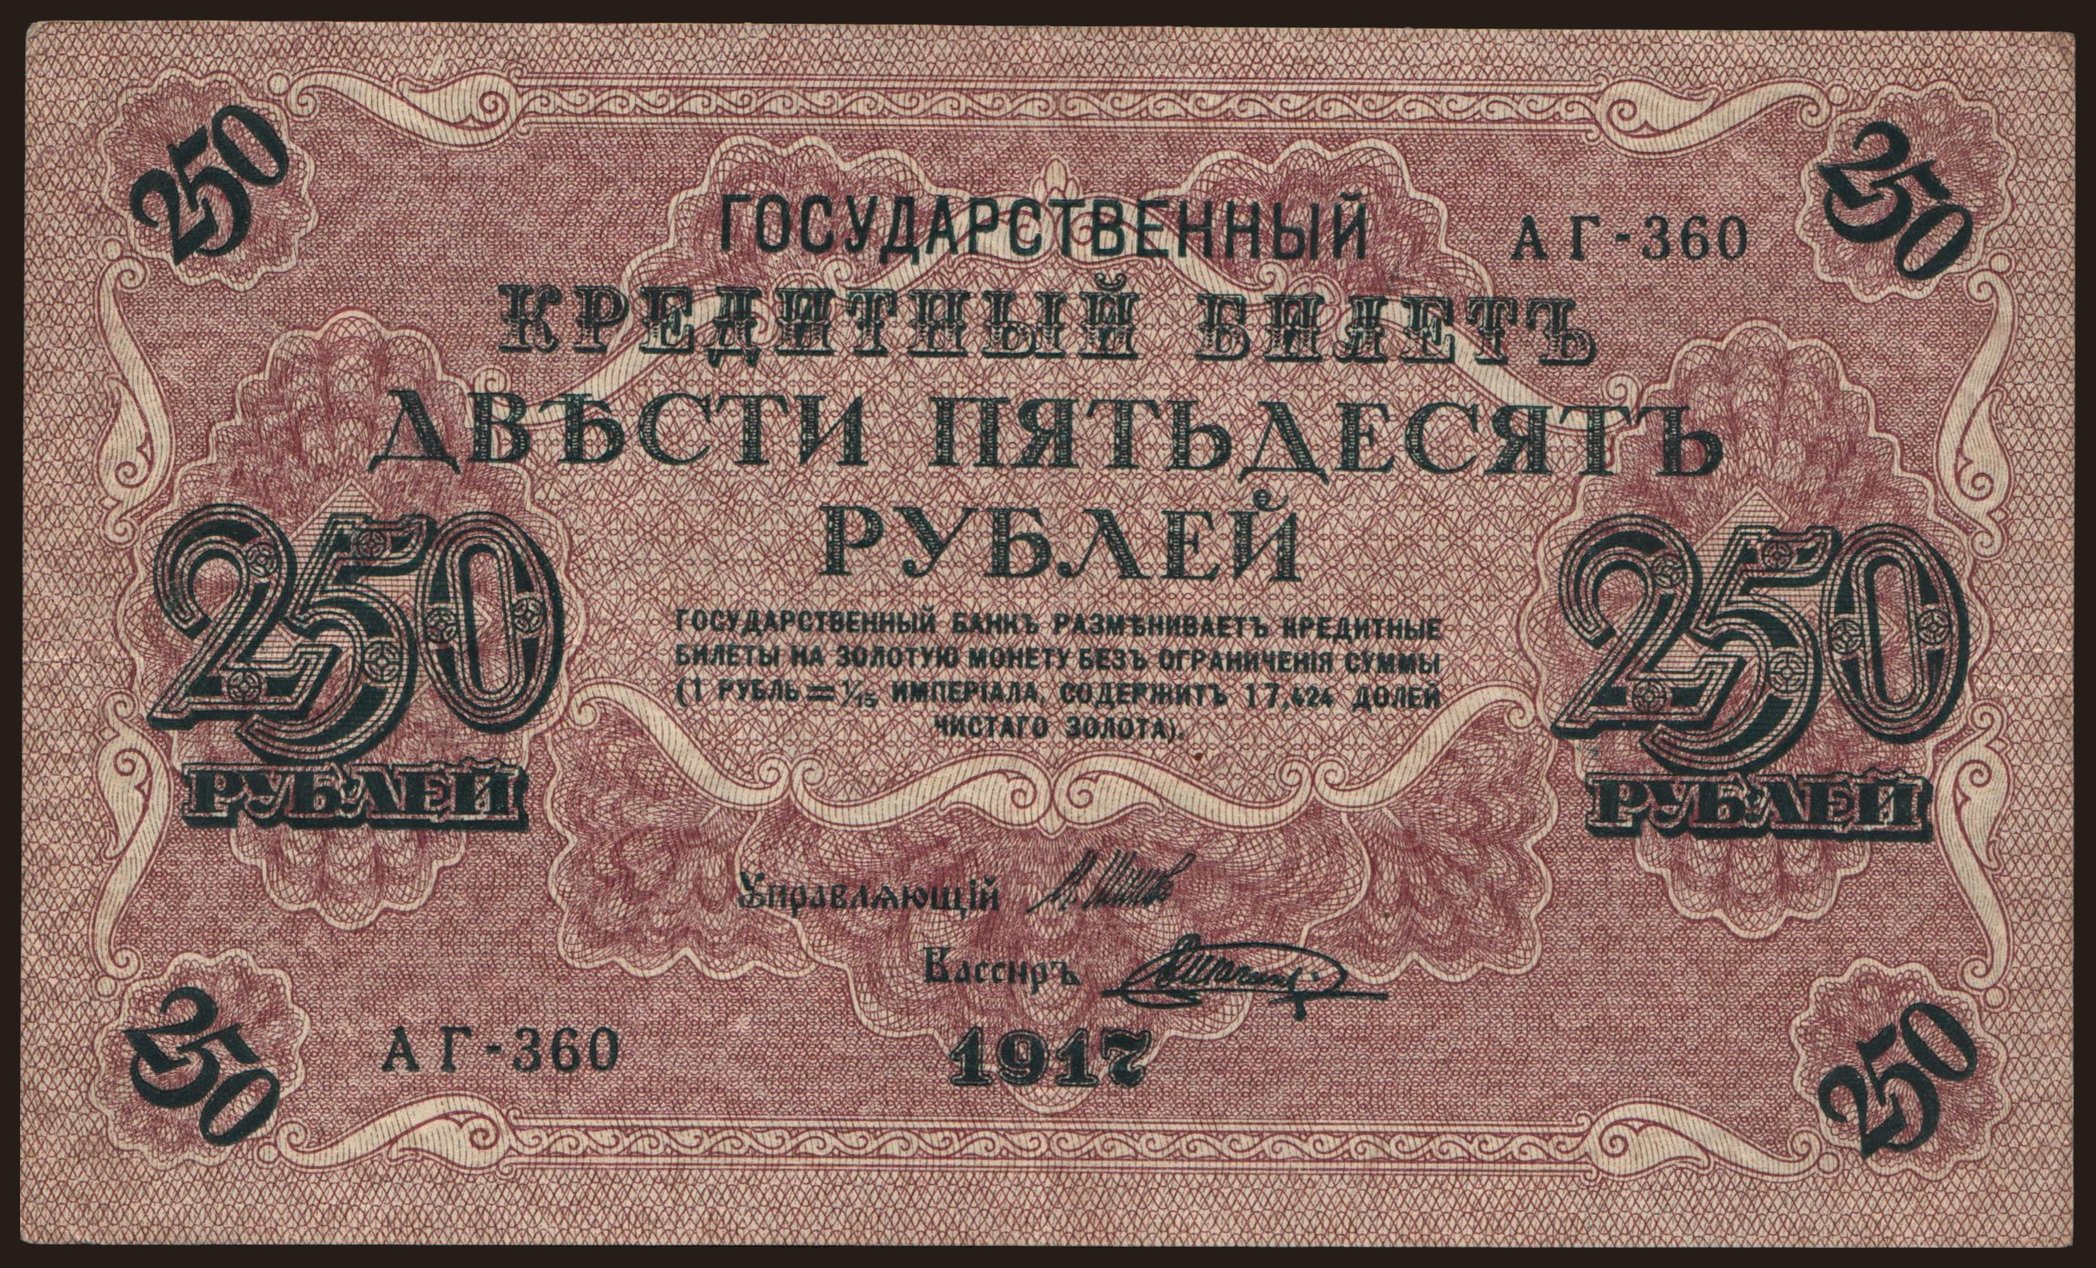 250
250
ГОСУДАРСТВЕННЫЙ
АГ-360
КРЕДИТНЫЙ БИЛЕТЪ
ДВѢСТИ ПЯТЬДЕСЯТЪ
РУБЛЕЙ
250
РУБЛЕЙ
250
РУБЛЕЙ
ГОСУДАРСТВЕННЫЙ БАНКЪ РАЗМѢНИВАЕТЪ КРЕДИТНЫЕ
БИЛЕТЫ НА ЗОЛОТУЮ МОНЕТУ БЕЗЪ ОГРАНИЧЕНІЯ СУММЫ
(1 РУБЛЬ = 1/15 ИМПЕРІАЛА, СОДЕРЖИТЪ 17,424 ДОЛЕЙ
ЧИСТАГО ЗОЛОТА).
Управляющій
Кассиръ
АГ-360
1917
250
250